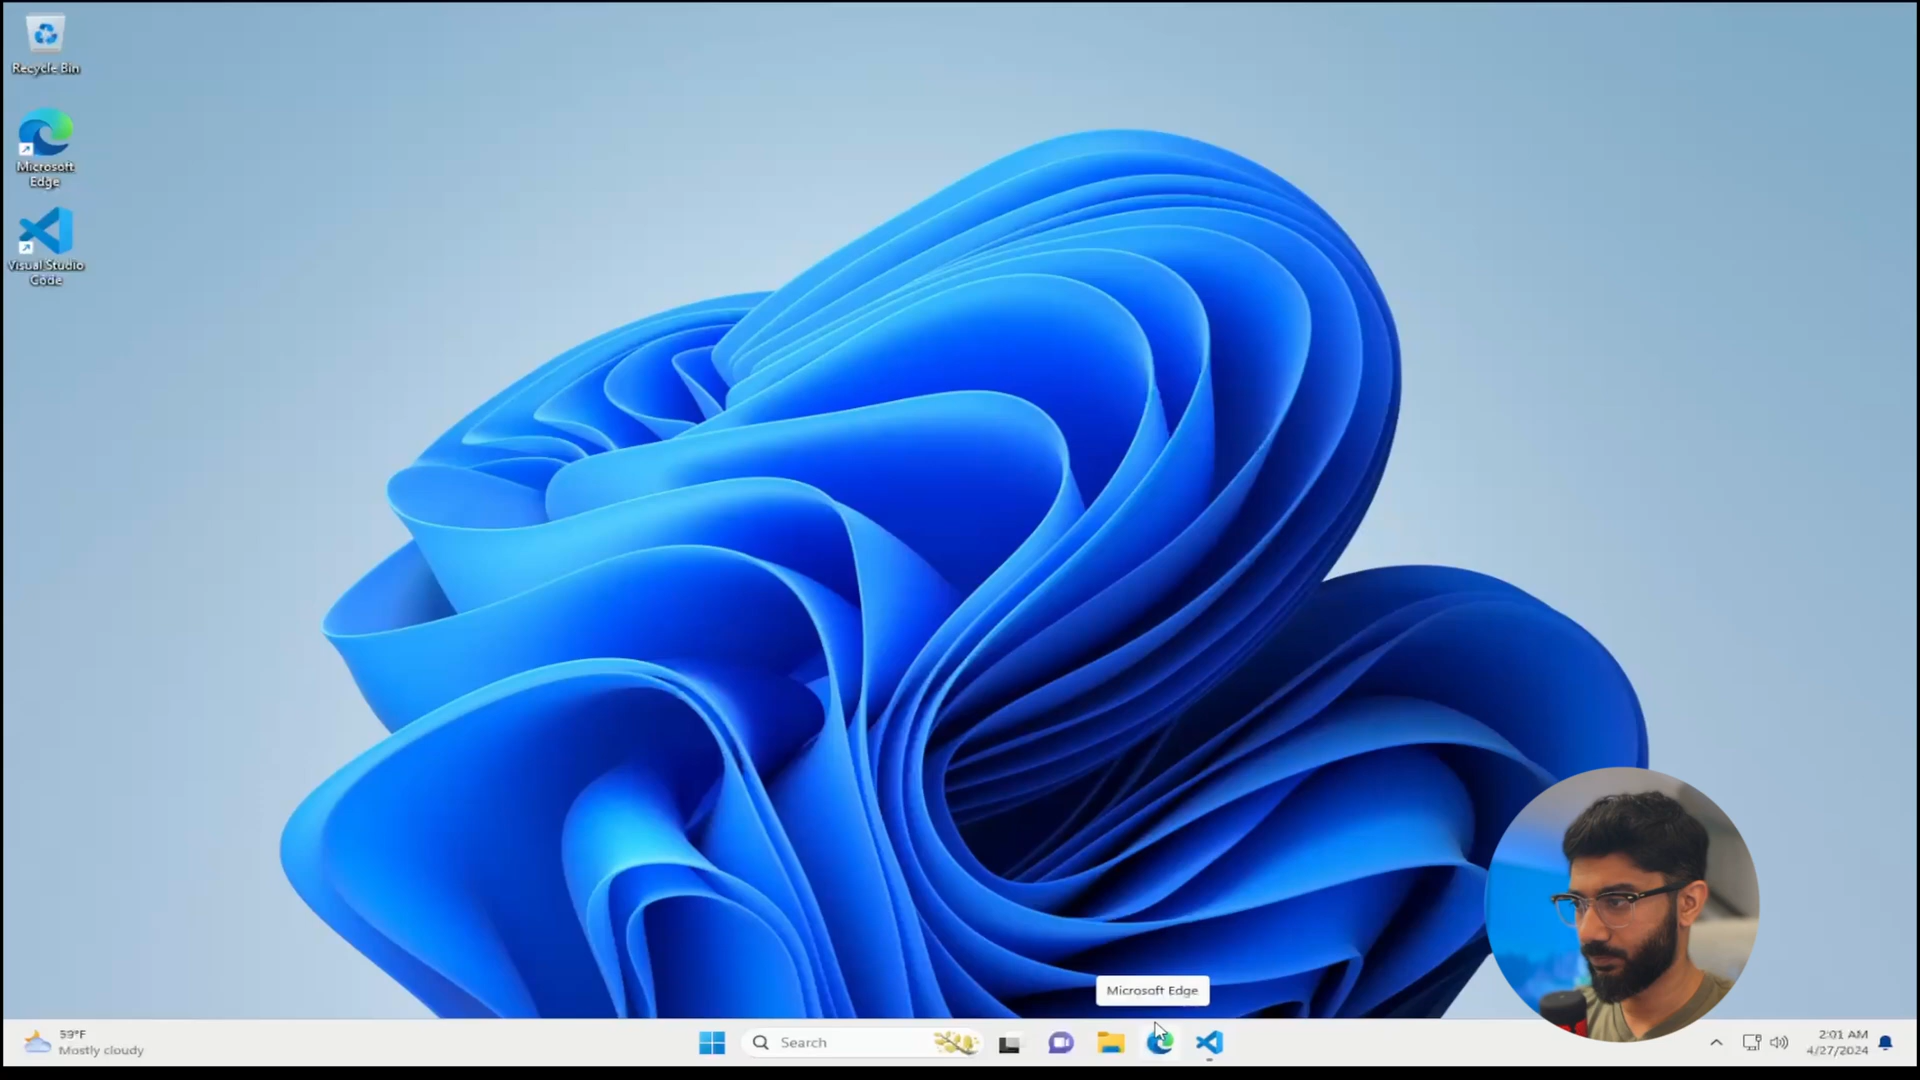 Recycle Bin
Microsoft
Edge
Visual Studio
Code
Microsoft Edge
59°F
Mostly cloudy
Search
2:01 AM
4/27/2024